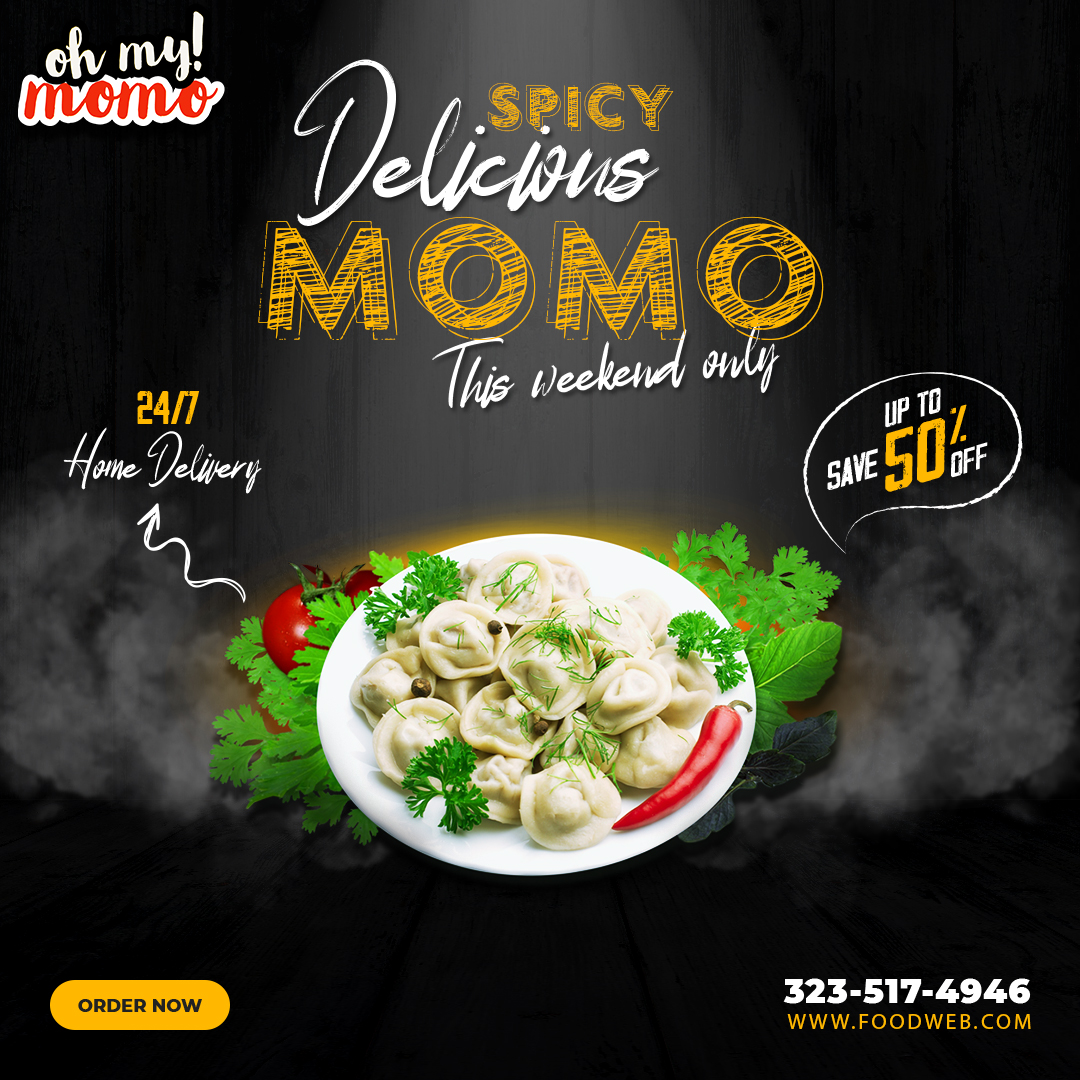 oh my!
momo
SPICY
Delicious
MOMO
This weekend only
24/7
Home Delivery
UP TO
SAVE 50% OFF
ORDER NOW
323-517-4946
WWW.FOODWEB.COM